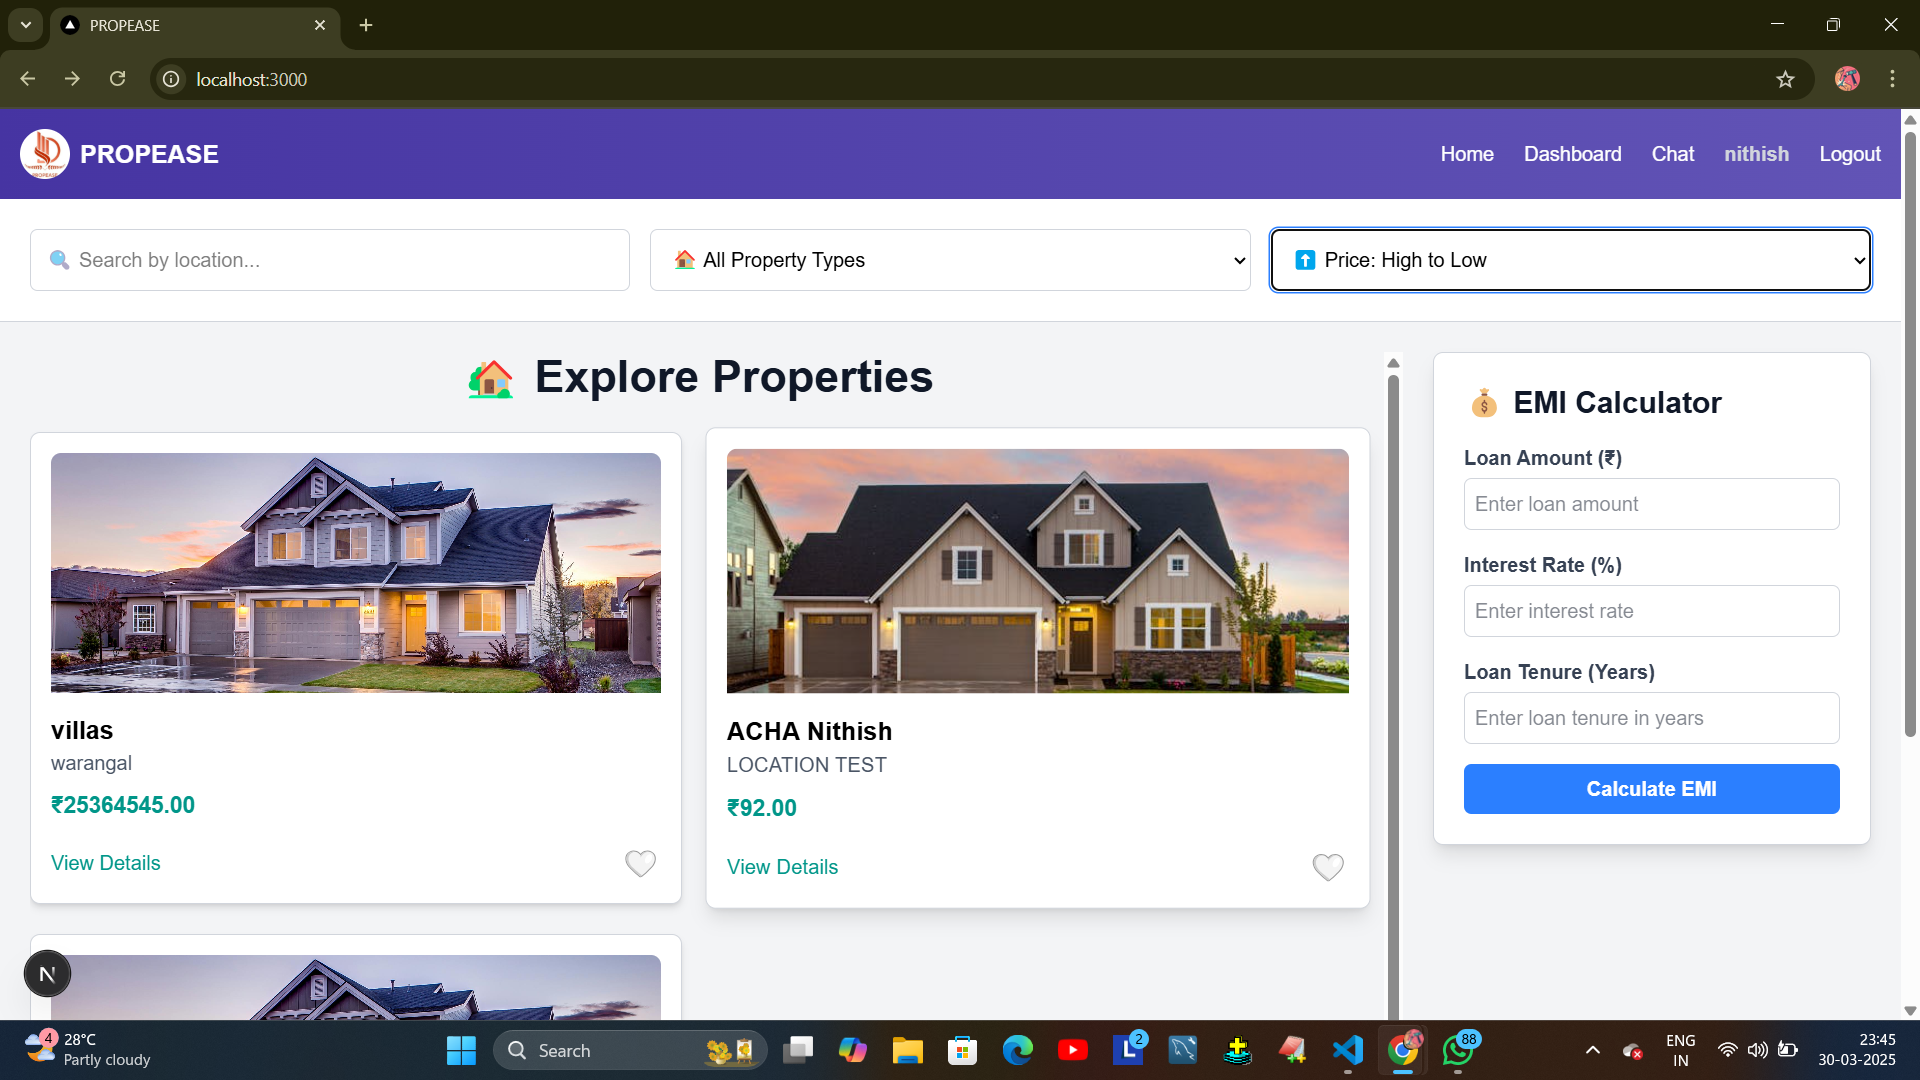 PROPEASE
localhost:3000
PROPEASE
Home Dashboard Chat nithish Logout
Search by location...
All Property Types
Price: High to Low
Explore Properties
villas
warangal
₹25364545.00
View Details
ACHA Nithish
LOCATION TEST
₹92.00
View Details
EMI Calculator
Loan Amount (₹)
Enter loan amount
Interest Rate (%)
Enter interest rate
Loan Tenure (Years)
Enter loan tenure in years
Calculate EMI
N
4
28°C
Partly cloudy
Search
L
2
88
ENG
IN
23:45
30-03-2025